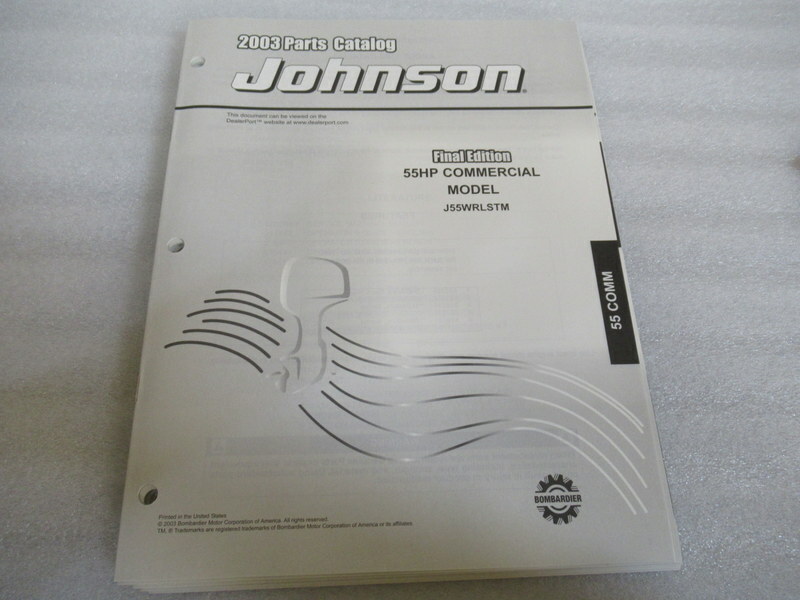 2003 Parts Catalog
Johnson®
This document can be viewed on the
DealerPort™ website at www.dealerport.com
Final Edition
55HP COMMERCIAL
MODEL
J55WRLSTM
55 COMM
BOMBARDIER
Printed in the United States
© 2003 Bombardier Motor Corporation of America. All rights reserved.
TM, ® Trademarks are registered trademarks of Bombardier Motor Corporation of America or its affiliates.